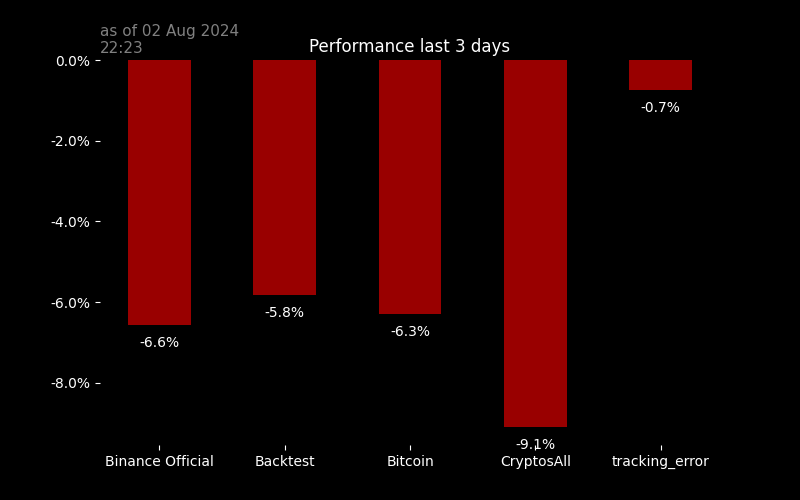 as of 02 Aug 2024
22:23
Performance last 3 days
0.0%
-2.0%
-4.0%
-6.0%
-8.0%
-6.6%
-5.8%
-6.3%
-9.1%
-0.7%
Binance Official
Backtest
Bitcoin
CryptosAll
tracking_error